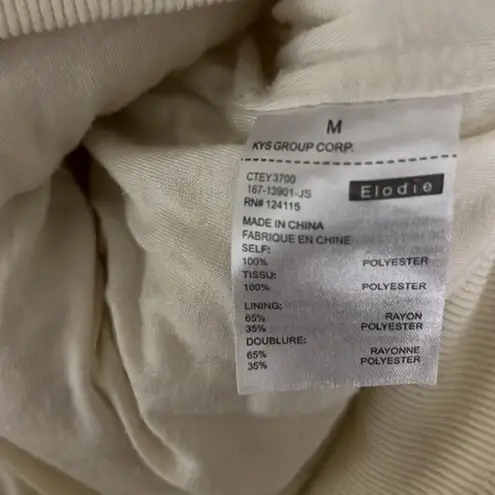 M
KYS GROUP CORP.
CTEY3700
167-13901-JS
RN# 124115
Elodie
MADE IN CHINA
FABRIQUE EN CHINE
SELF:
100% POLYESTER
TISSU:
100% POLYESTER
LINING:
65% RAYON
35% POLYESTER
DOUBLURE:
65% RAYONNE
35% POLYESTER